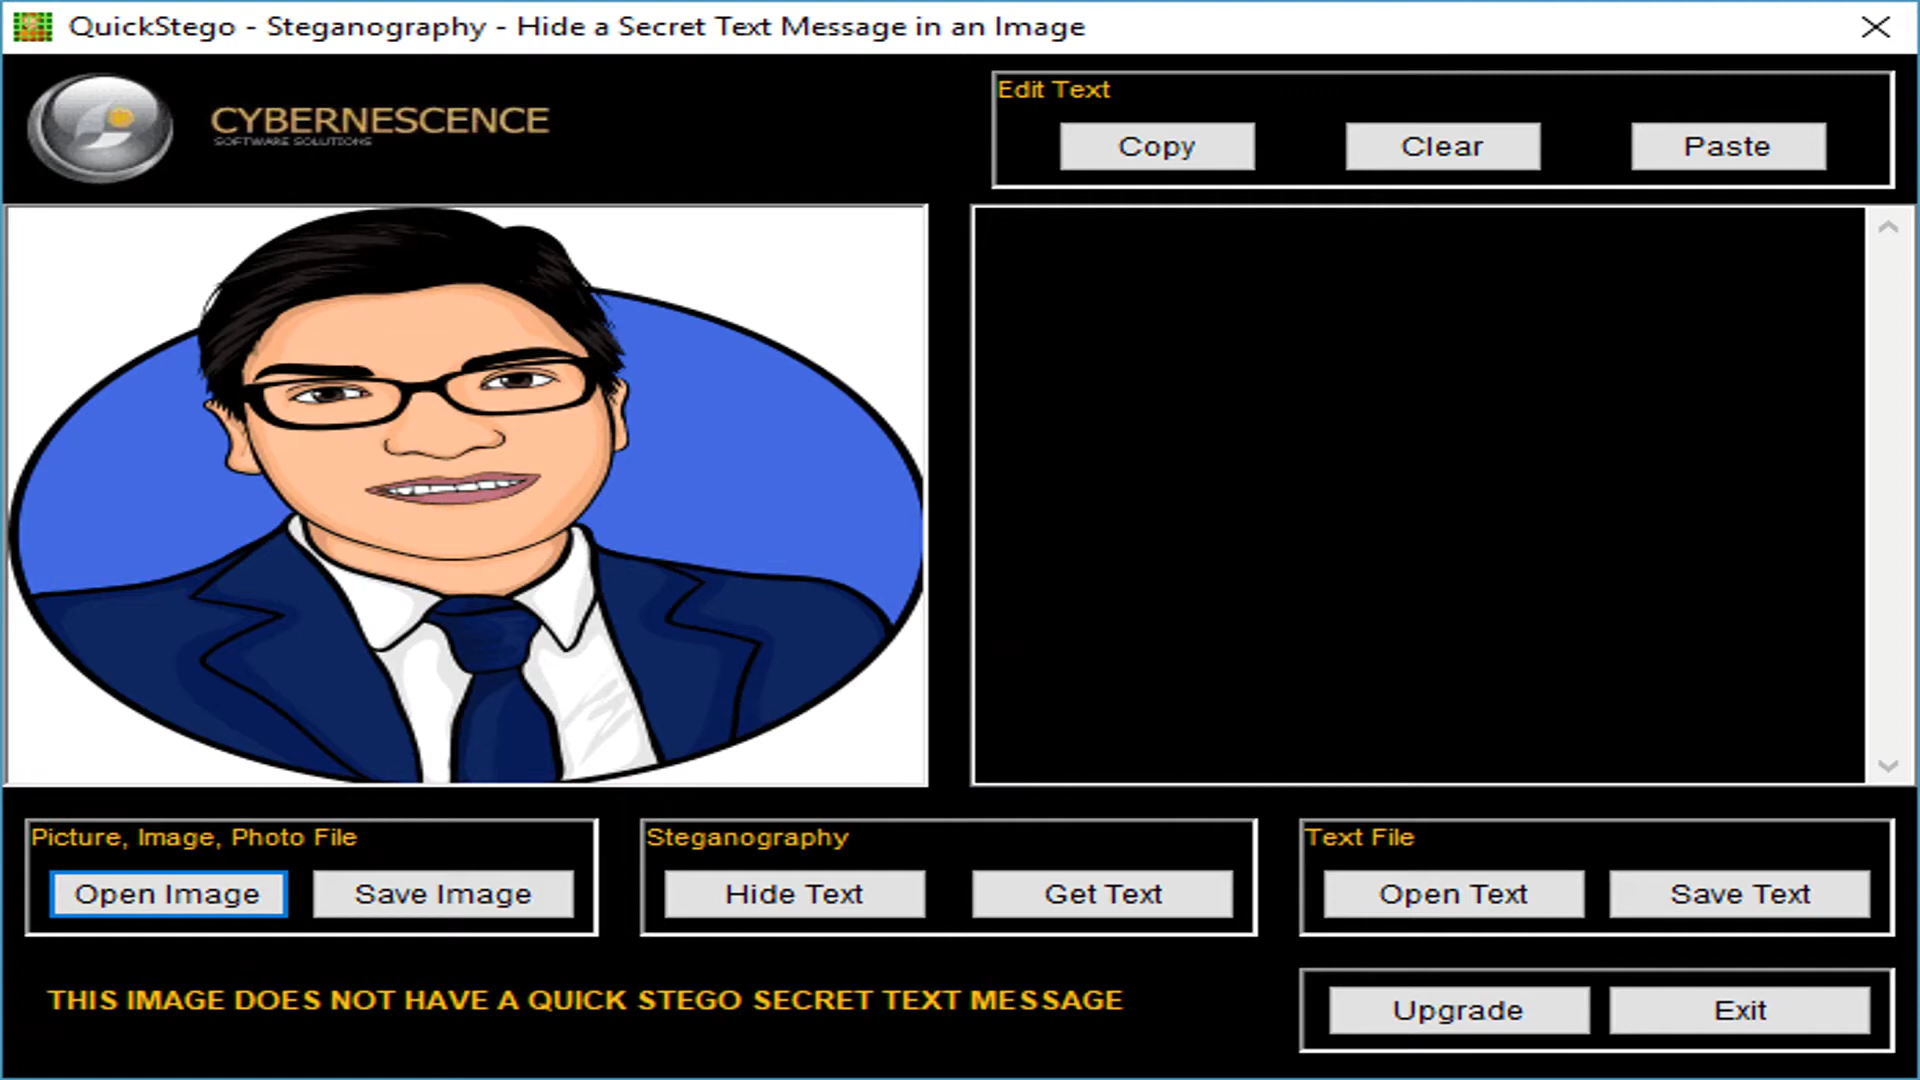 QuickStego - Steganography - Hide a Secret Text Message in an Image
CYBERNESCENCE
SOFTWARE SOLUTIONS
Edit Text
Copy Clear Paste
Picture, Image, Photo File
Open Image Save Image
Steganography
Hide Text Get Text
Text File
Open Text Save Text
THIS IMAGE DOES NOT HAVE A QUICK STEGO SECRET TEXT MESSAGE
Upgrade Exit